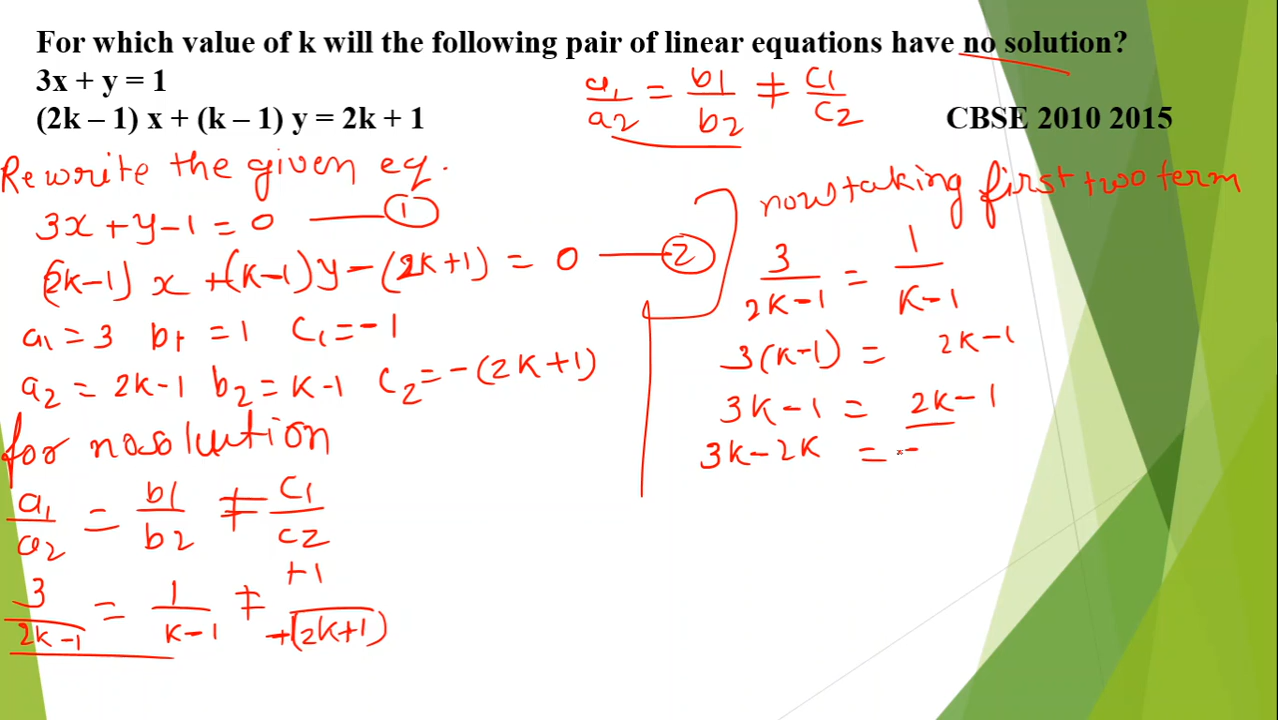 For which value of k will the following pair of linear equations have no solution?
3x + y = 1
a1/a2 = b1/b2 ≠ c1/c2
(2k – 1) x + (k – 1) y = 2k + 1
CBSE 2010 2015
Rewrite the given eq.
3x + y - 1 = 0 —— ①
(2k-1) x + (k-1) y - (2k+1) = 0 —— ②
a1 = 3 b1 = 1 c1 = -1
a2 = 2k-1 b2 = k-1 c2 = -(2k+1)
for no solution
a1/a2 = b1/b2 ≠ c1/c2
3/(2k-1) = 1/(k-1) ≠ +1/+(2k+1)
now taking first two term
3/(2k-1) = 1/(k-1)
3(k-1) = 2k-1
3k-1 = 2k-1
3k-2k = -